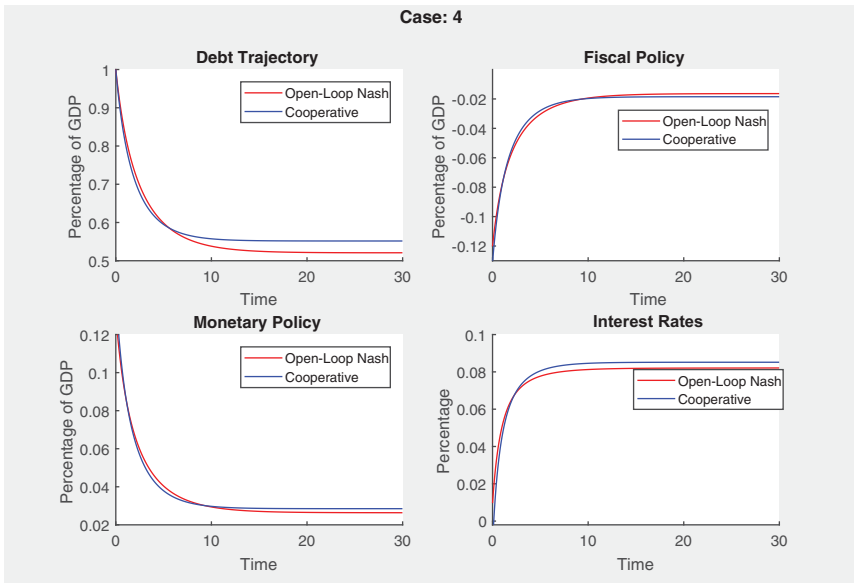 Case: 4
Debt Trajectory
Percentage of GDP
1
0.9
0.8
0.7
0.6
0.5
0
10
20
30
Time
Open-Loop Nash
Cooperative
Fiscal Policy
Percentage of GDP
-0.02
-0.04
-0.06
-0.08
-0.1
-0.12
0
10
20
30
Time
Open-Loop Nash
Cooperative
Monetary Policy
Percentage of GDP
0.12
0.1
0.08
0.06
0.04
0.02
0
10
20
30
Time
Open-Loop Nash
Cooperative
Interest Rates
Percentage
0.1
0.08
0.06
0.04
0.02
0
0
10
20
30
Time
Open-Loop Nash
Cooperative